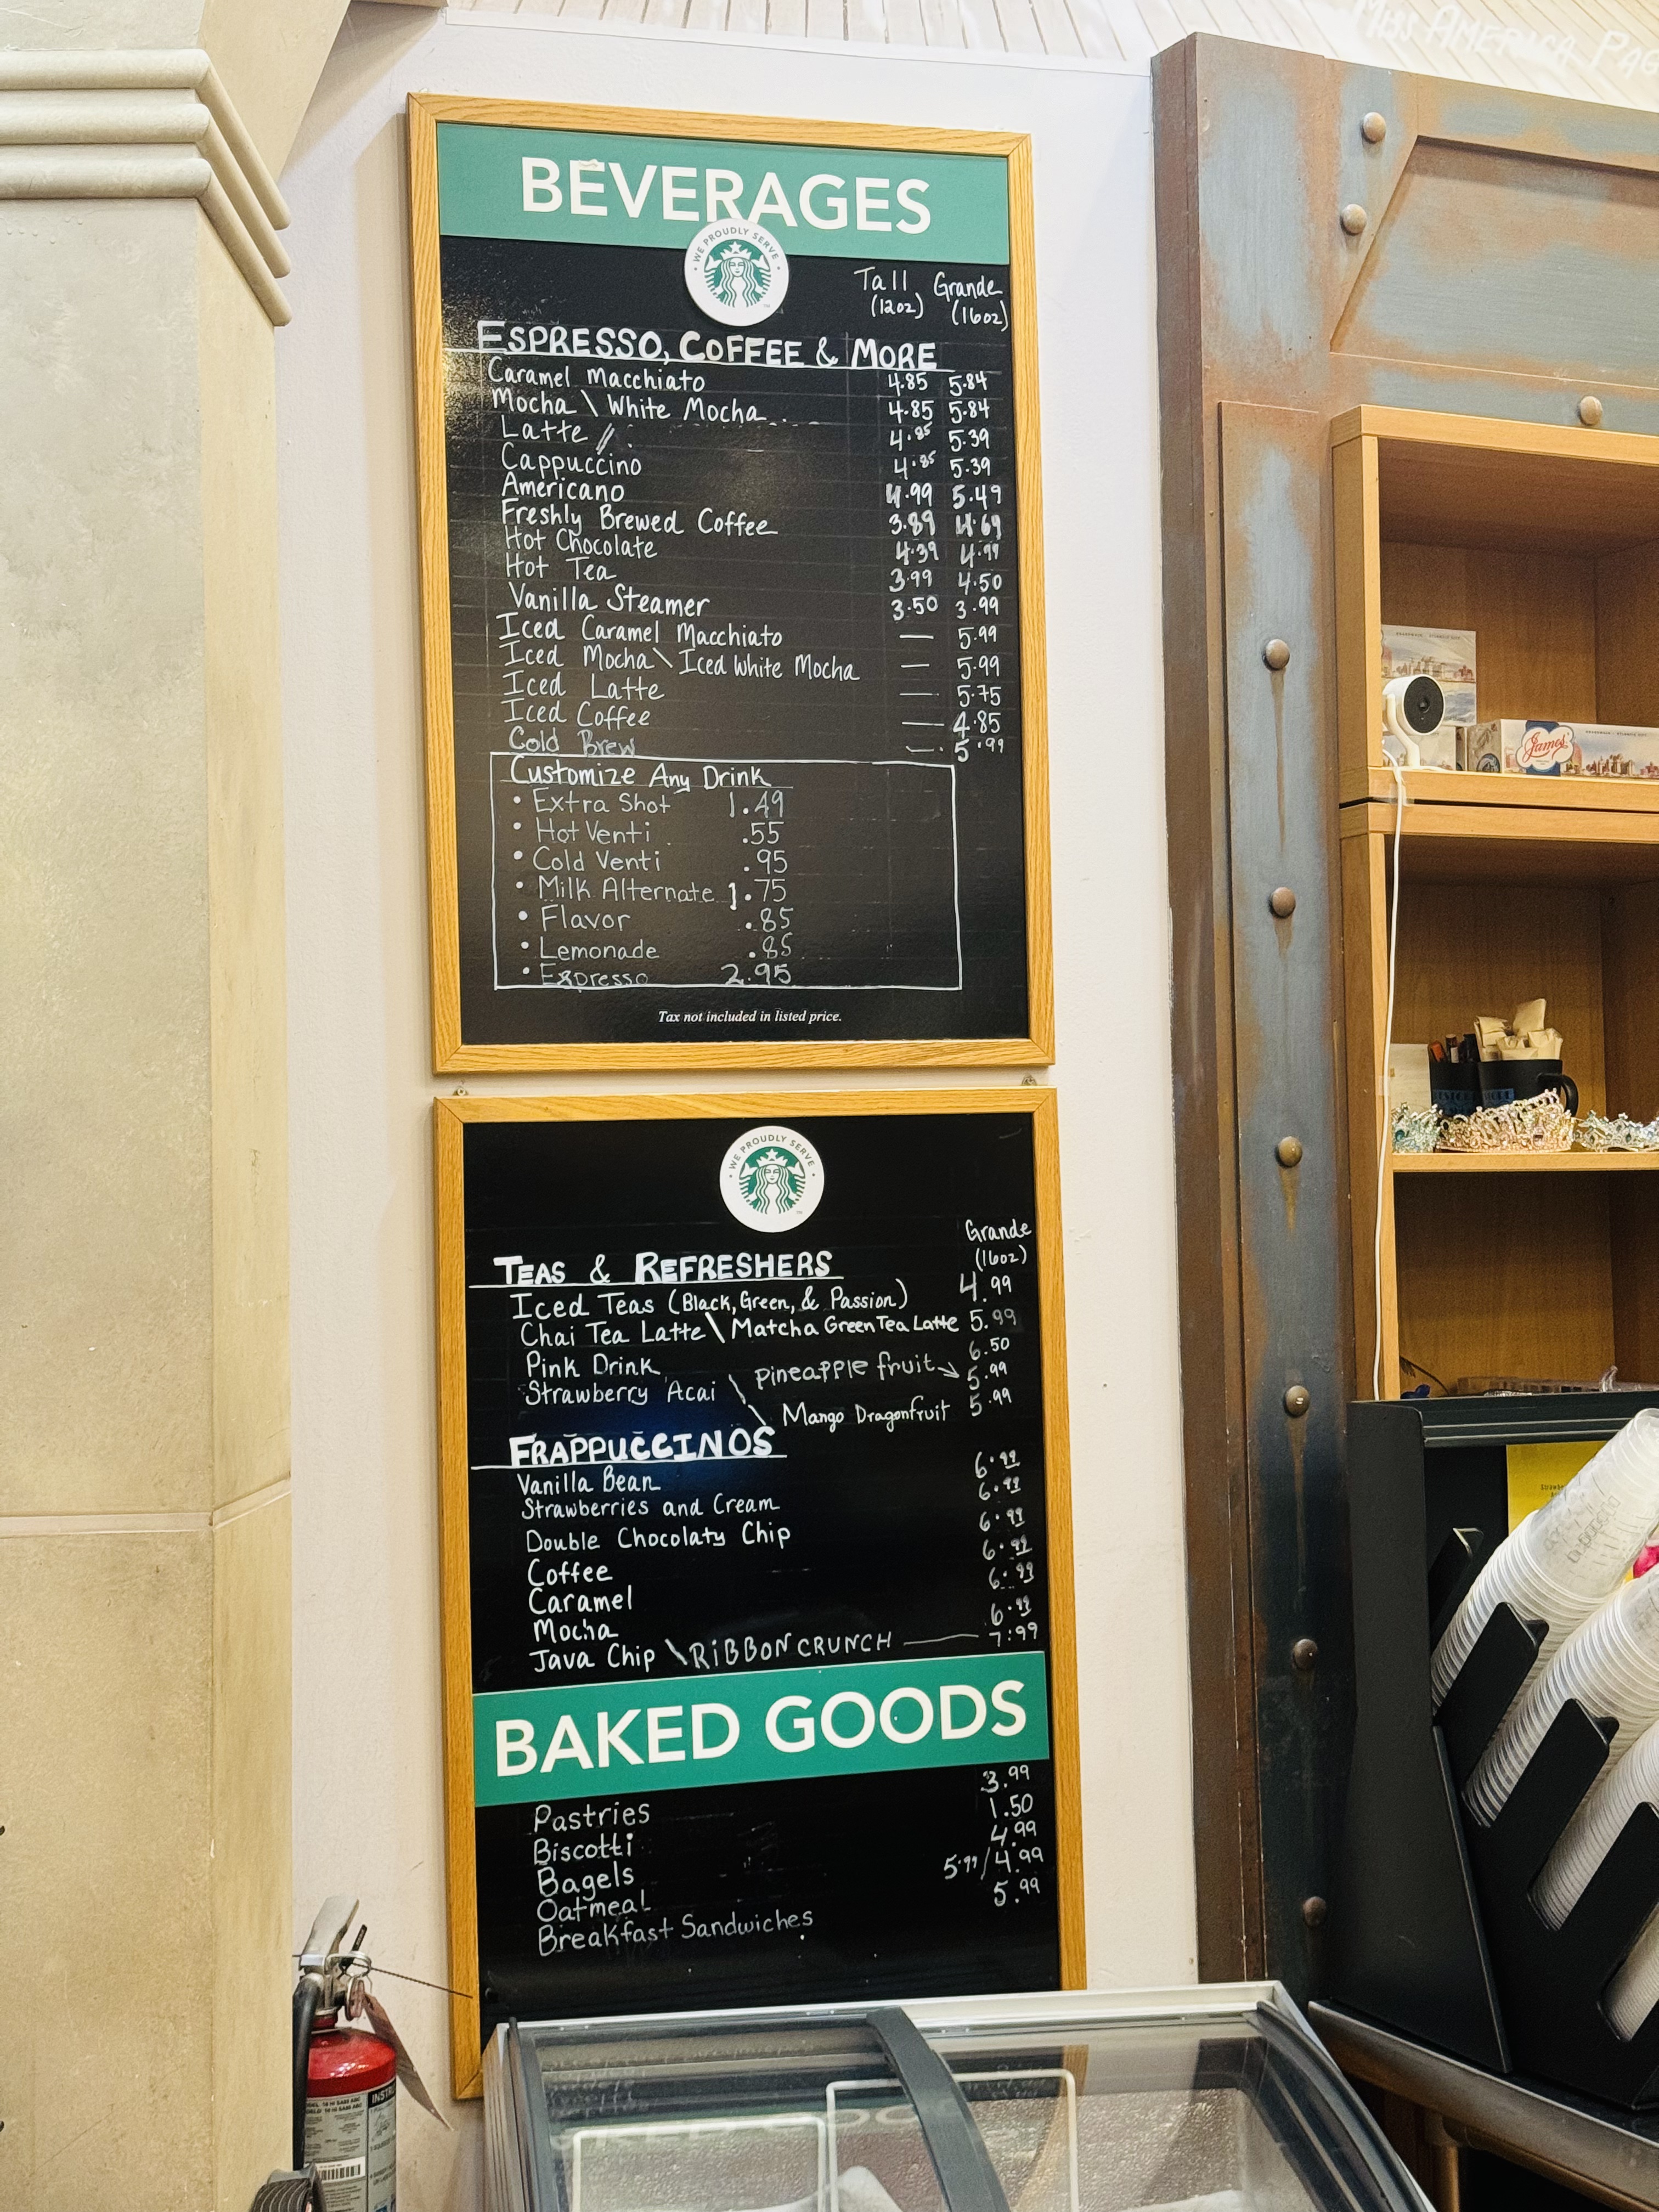 MISS AMERICA PAG
BEVERAGES
WE PROUDLY SERVE
Tall Grande
(12oz) (16oz)
ESPRESSO, COFFEE & MORE
Caramel Macchiato 4.85 5.84
Mocha \ White Mocha 4.85 5.84
Latte 4.85 5.39
Cappuccino 4.85 5.39
Americano 4.99 5.49
Freshly Brewed Coffee 3.89 4.69
Hot Chocolate 4.39 4.99
Hot Tea 3.99 4.50
Vanilla Steamer 3.50 3.99
Iced Caramel Macchiato — 5.99
Iced Mocha \ Iced White Mocha — 5.99
Iced Latte — 5.75
Iced Coffee — 4.85
Cold Brew — 5.99
Customize Any Drink
• Extra Shot 1.49
• Hot Venti .55
• Cold Venti .95
• Milk Alternate 1.75
• Flavor .85
• Lemonade .85
• Espresso 2.95
Tax not included in listed price.
WE PROUDLY SERVE
Grande
(16oz)
TEAS & REFRESHERS
Iced Teas (Black, Green, & Passion) 4.99
Chai Tea Latte \ Matcha Green Tea Latte 5.99
Pink Drink 6.50
Strawberry Acai \ pineapple fruit → 5.99
\ Mango Dragonfruit 5.99
FRAPPUCCINOS
Vanilla Bean 6.99
Strawberries and Cream 6.99
Double Chocolaty Chip 6.99
Coffee 6.99
Caramel 6.99
Mocha 6.99
Java Chip \ RIBBON CRUNCH — 7.99
BAKED GOODS
Pastries 3.99
Biscotti 1.50
Bagels 4.99
Oatmeal 5.99/4.99
Breakfast Sandwiches 5.99
James'
INSTRU